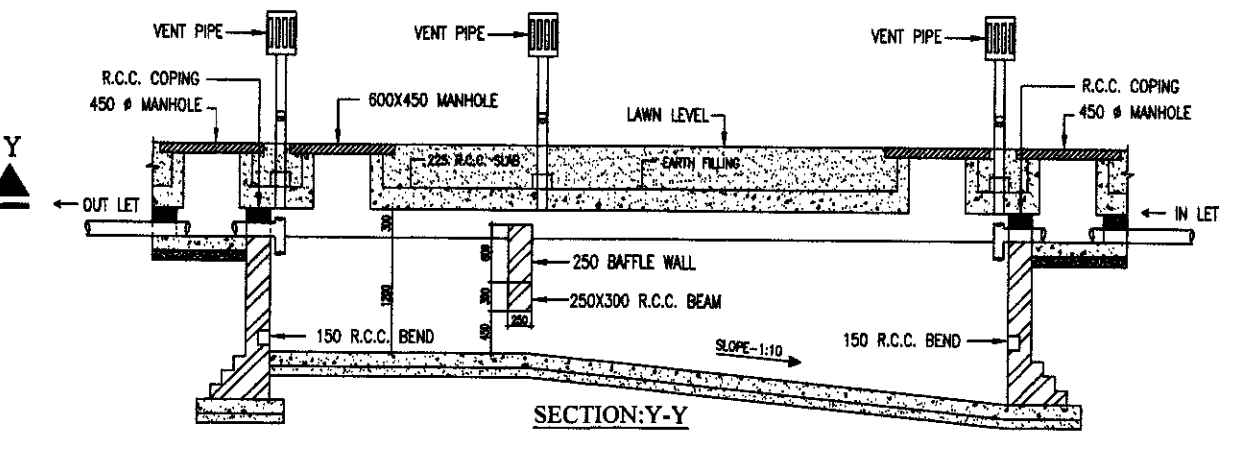 VENT PIPE
VENT PIPE
VENT PIPE
R.C.C. COPING
450 ø MANHOLE
600X450 MANHOLE
LAWN LEVEL
R.C.C. COPING
450 ø MANHOLE
Y
225 R.C.C. SLAB
EARTH FILLING
OUT LET
IN LET
300
600
250 BAFFLE WALL
1200
300
250X300 R.C.C. BEAM
250
450
150 R.C.C. BEND
150 R.C.C. BEND
SLOPE-1:10
SECTION:Y-Y